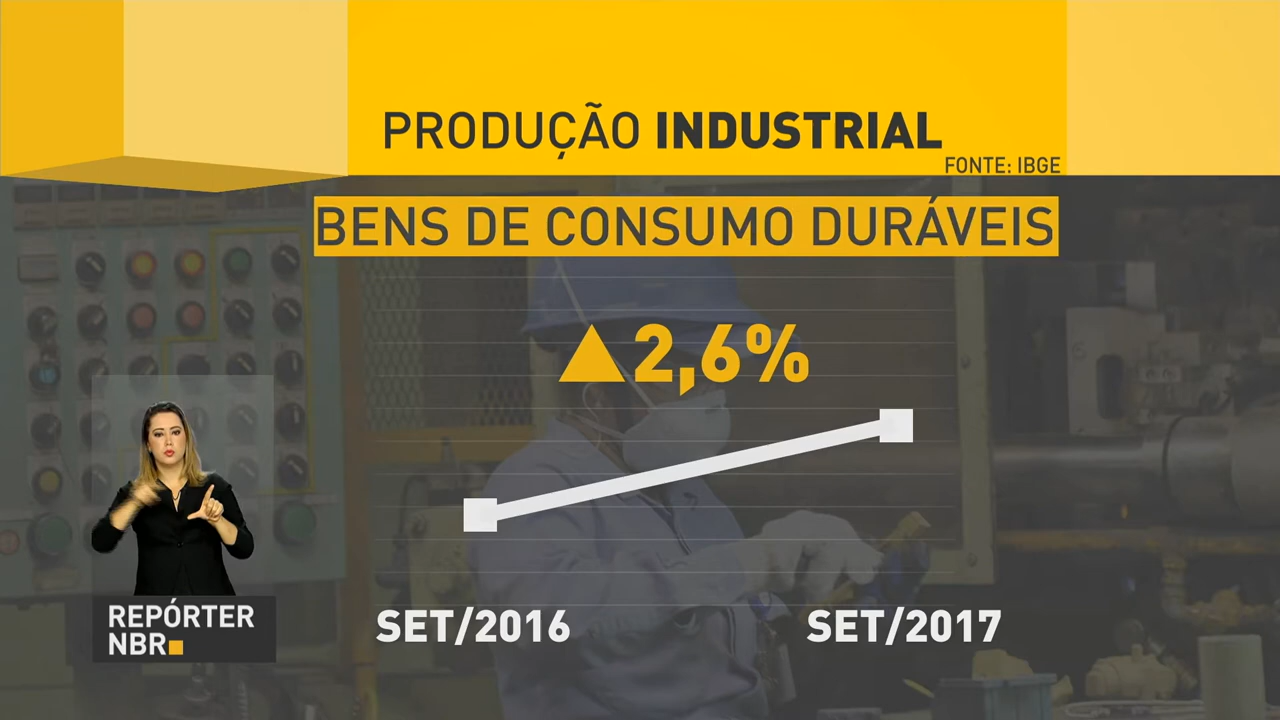 PRODUÇÃO INDUSTRIAL
FONTE: IBGE
BENS DE CONSUMO DURÁVEIS
▲2,6%
SET/2016
SET/2017
REPÓRTER
NBR